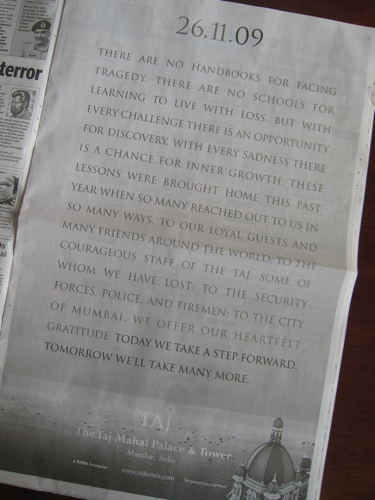 26.11.09
THERE ARE NO HANDBOOKS FOR FACING
TRAGEDY. THERE ARE NO SCHOOLS FOR
LEARNING TO LIVE WITH LOSS. BUT WITH
EVERY CHALLENGE THERE IS AN OPPORTUNITY
FOR DISCOVERY. WITH EVERY SADNESS THERE
IS A CHANCE FOR INNER GROWTH. THESE
LESSONS WERE BROUGHT HOME THIS PAST
YEAR WHEN SO MANY REACHED OUT TO US IN
SO MANY WAYS. TO OUR LOYAL GUESTS AND
MANY FRIENDS AROUND THE WORLD, TO THE
COURAGEOUS STAFF OF THE TAJ, SOME OF
WHOM WE HAVE LOST; TO THE SECURITY
FORCES, POLICE, AND FIREMEN; TO THE CITY
OF MUMBAI, WE OFFER OUR HEARTFELT
GRATITUDE. TODAY WE TAKE A STEP FORWARD.
TOMORROW WE'LL TAKE MANY MORE.
TAJ
The Taj Mahal Palace & Tower
Mumbai, India
www.tajhotels.com
terror